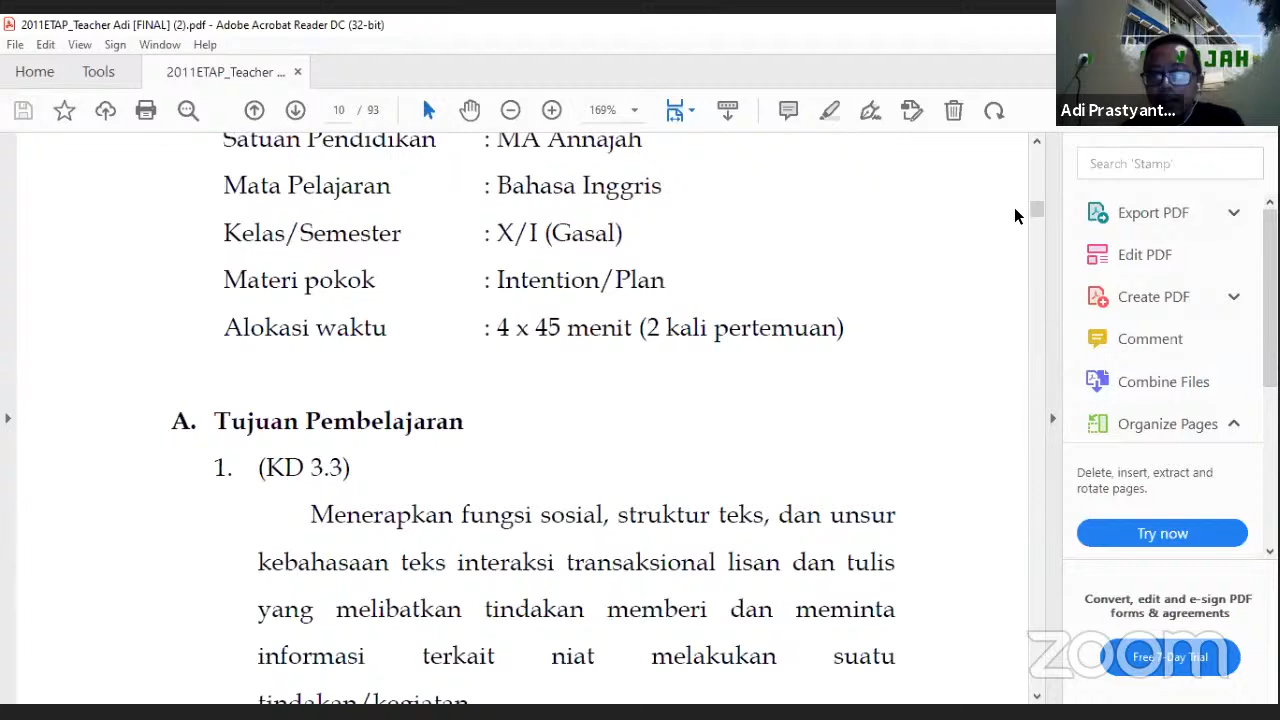 2011ETAP_Teacher Adi [FINAL] (2).pdf - Adobe Acrobat Reader DC (32-bit)
File Edit View Sign Window Help
Home Tools 2011ETAP_Teacher ... ×
10 / 93 169%
NAJAH
Adi Prastyant...
Satuan Pendidikan : MA Annajah
Mata Pelajaran : Bahasa Inggris
Kelas/Semester : X/I (Gasal)
Materi pokok : Intention/Plan
Alokasi waktu : 4 x 45 menit (2 kali pertemuan)
A. Tujuan Pembelajaran
1. (KD 3.3)
Menerapkan fungsi sosial, struktur teks, dan unsur
kebahasaan teks interaksi transaksional lisan dan tulis
yang melibatkan tindakan memberi dan meminta
informasi terkait niat melakukan suatu
tindakan/kegiatan
Search 'Stamp'
Export PDF
Edit PDF
Create PDF
Comment
Combine Files
Organize Pages
Delete, insert, extract and
rotate pages.
Try now
Convert, edit and e-sign PDF
forms & agreements
Free 7-Day Trial
zoom